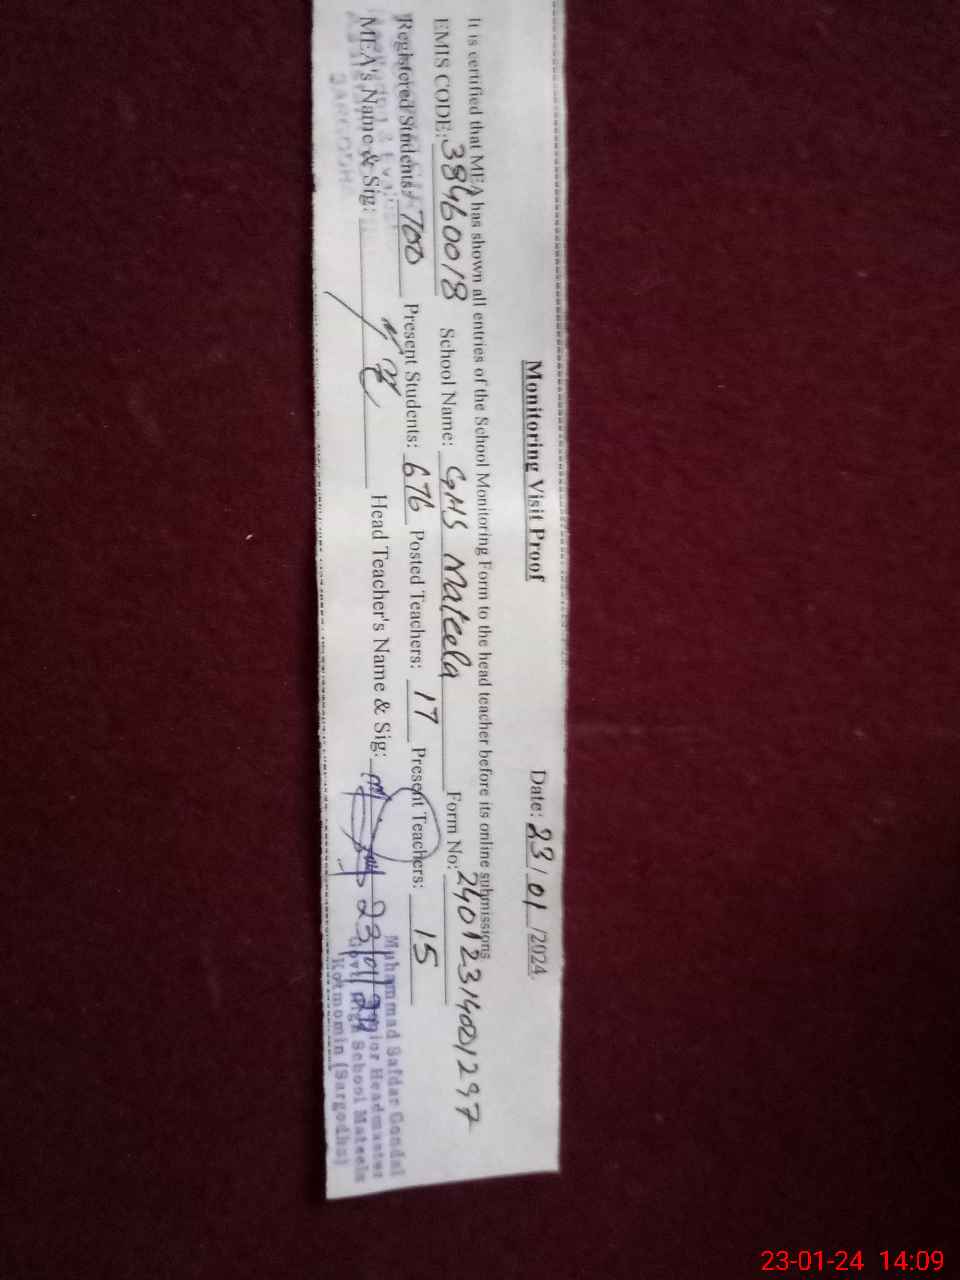 Monitoring Visit Proof
Date: 23/01/2024
It is certified that MEA has shown all entries of the School Monitoring Form to the head teacher before its online submissions
EMIS CODE: 38460018 School Name: GHS Mateela Form No: 24012314001297
Registered Students: 700 Present Students: 676 Posted Teachers: 17 Present Teachers: 15
MEA's Name & Sig: Head Teacher's Name & Sig: 23/01/24
Muhammad Safdar Gondal
Senior Headmaster
Govt. High School Mateela
Kotmomin (Sargodha)
23-01-24 14:09